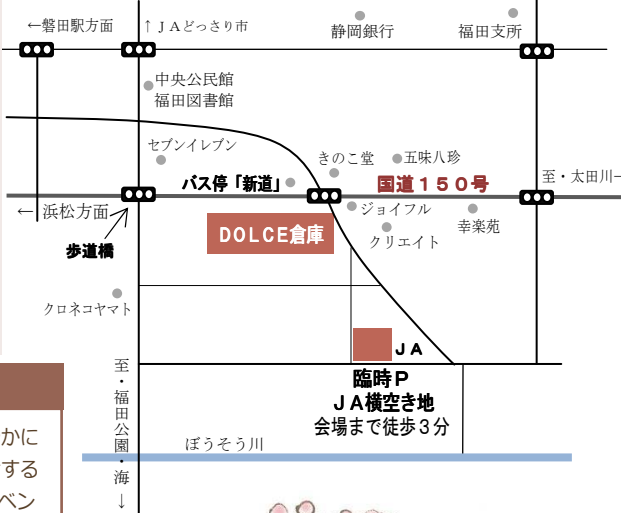 ←磐田駅方面
↑ＪＡどっさり市
静岡銀行
福田支所
中央公民館
福田図書館
セブンイレブン
きのこ堂
五味八珍
バス停「新道」
国道１５０号
至・太田川
← 浜松方面
ジョイフル
幸楽苑
歩道橋
ＤＯＬＣＥ倉庫
クリエイト
クロネコヤマト
ＪＡ
臨時Ｐ
ＪＡ横空き地
会場まで徒歩３分
至・福田公園・海↓
ぼうそう川
かに
する
ベン